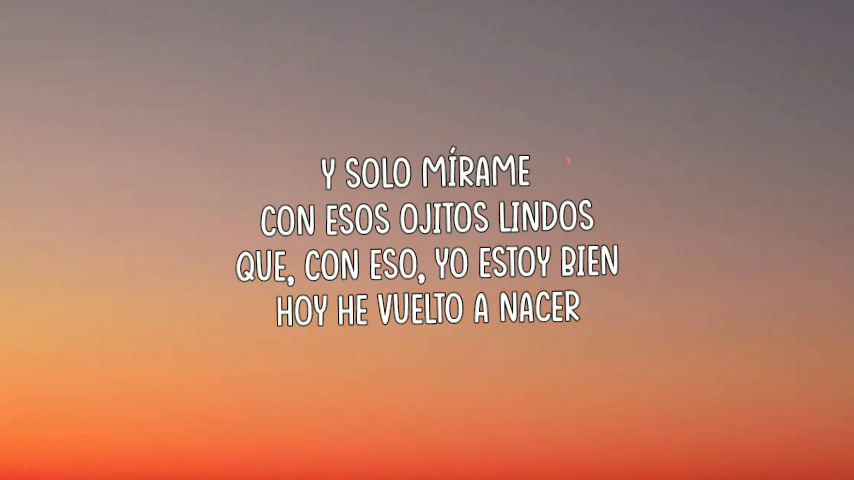 Y SOLO MÍRAME
CON ESOS OJITOS LINDOS
QUE, CON ESO, YO ESTOY BIEN
HOY HE VUELTO A NACER